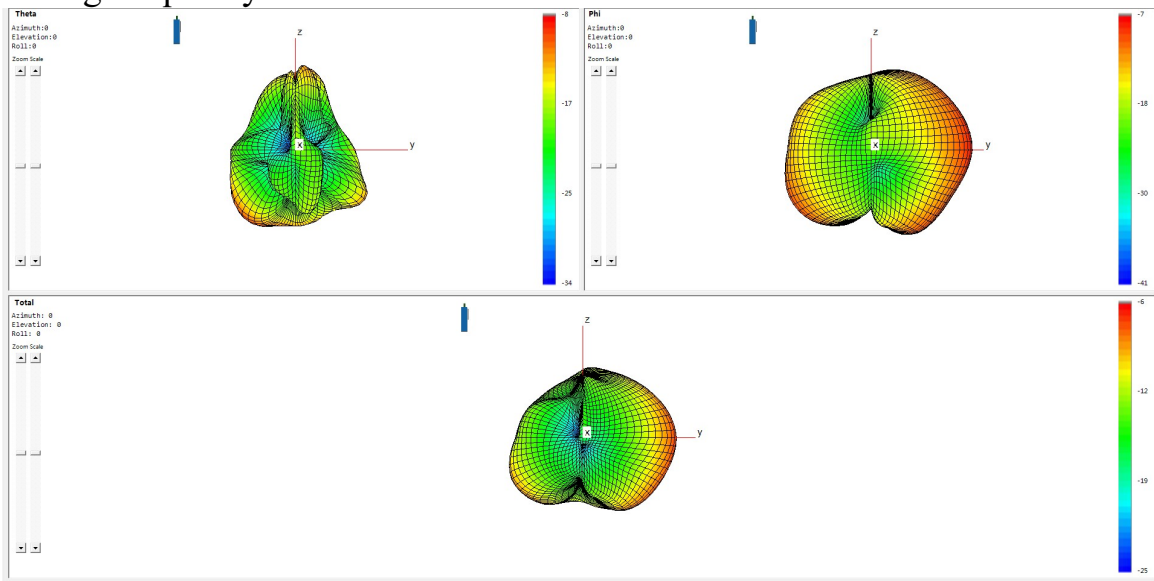 Theta
Azimuth:0
Elevation:0
Roll:0
Zoom Scale
z
x
y
-8
-17
-25
-34
Phi
Azimuth:0
Elevation:0
Roll:0
Zoom Scale
z
x
y
-7
-18
-30
-41
Total
Azimuth: 0
Elevation: 0
Roll: 0
Zoom Scale
z
x
y
-6
-12
-19
-25